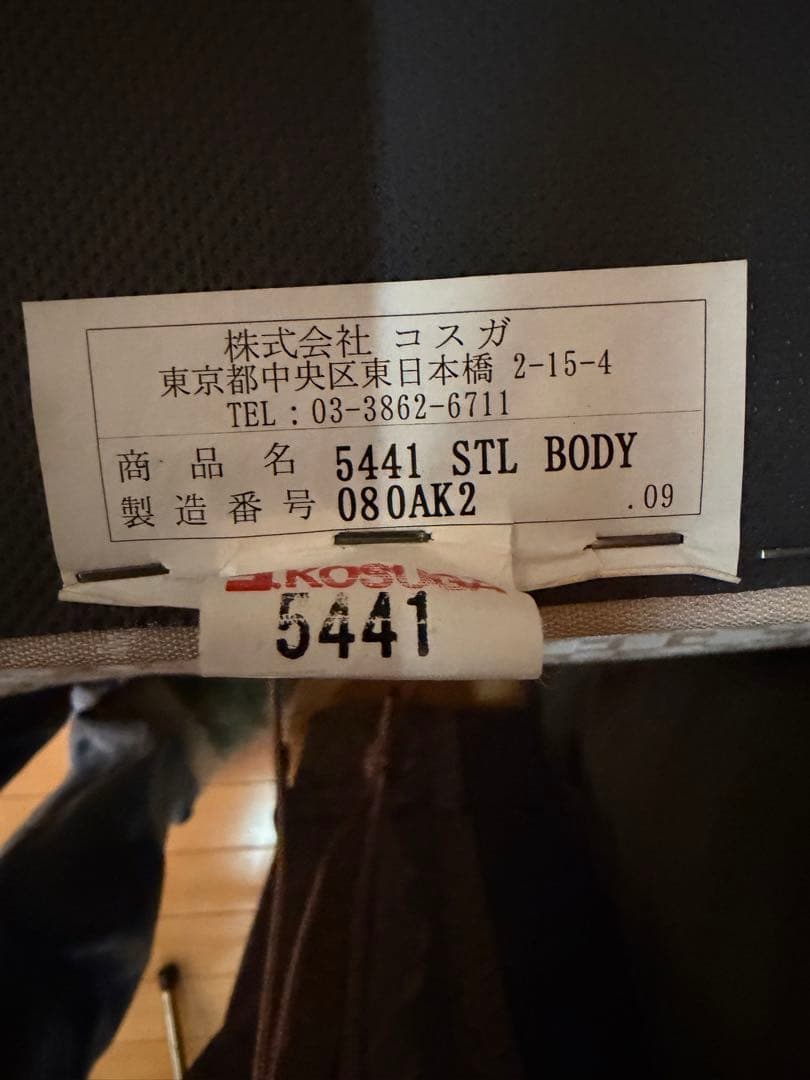 株式会社 コスガ
東京都中央区東日本橋 2-15-4
TEL : 03-3862-6711
商品名 5441 STL BODY
製造番号 080AK2 .09
KOSUGA
5441